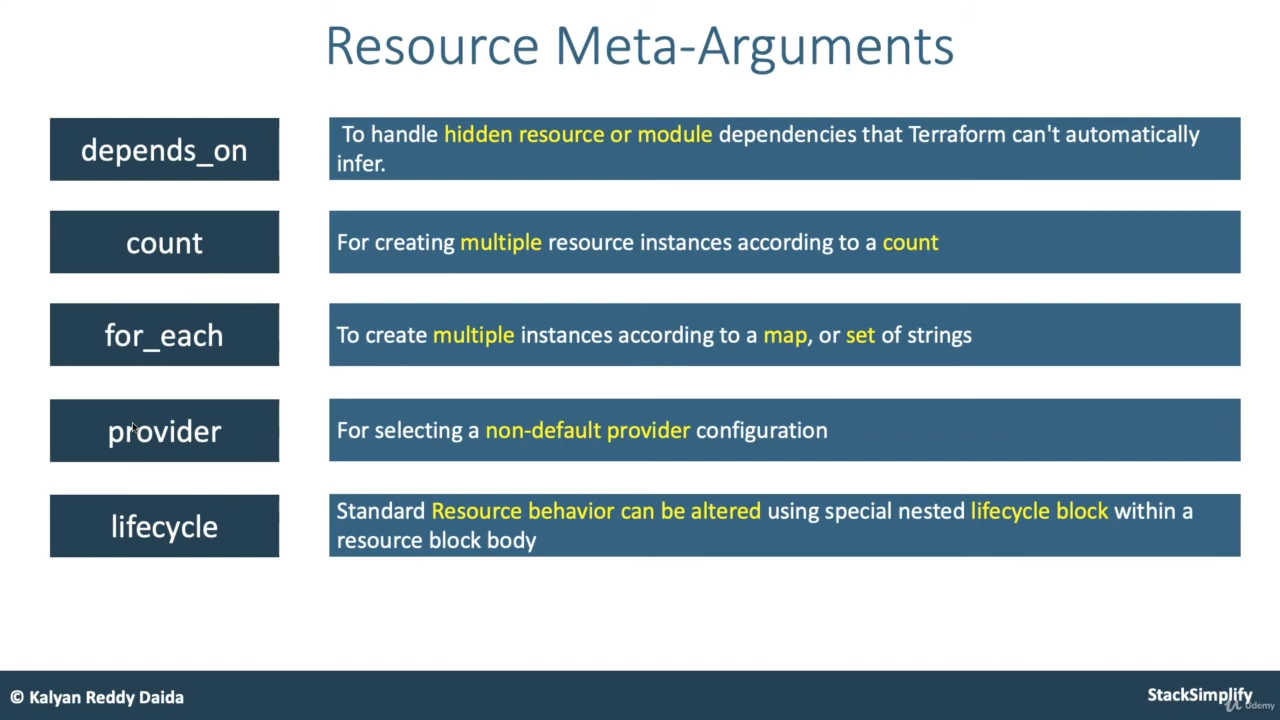 Resource Meta-Arguments
depends_on
To handle hidden resource or module dependencies that Terraform can't automatically
infer.
count
For creating multiple resource instances according to a count
for_each
To create multiple instances according to a map, or set of strings
provider
For selecting a non-default provider configuration
lifecycle
Standard Resource behavior can be altered using special nested lifecycle block within a
resource block body
© Kalyan Reddy Daida
StackSimplify
Udemy